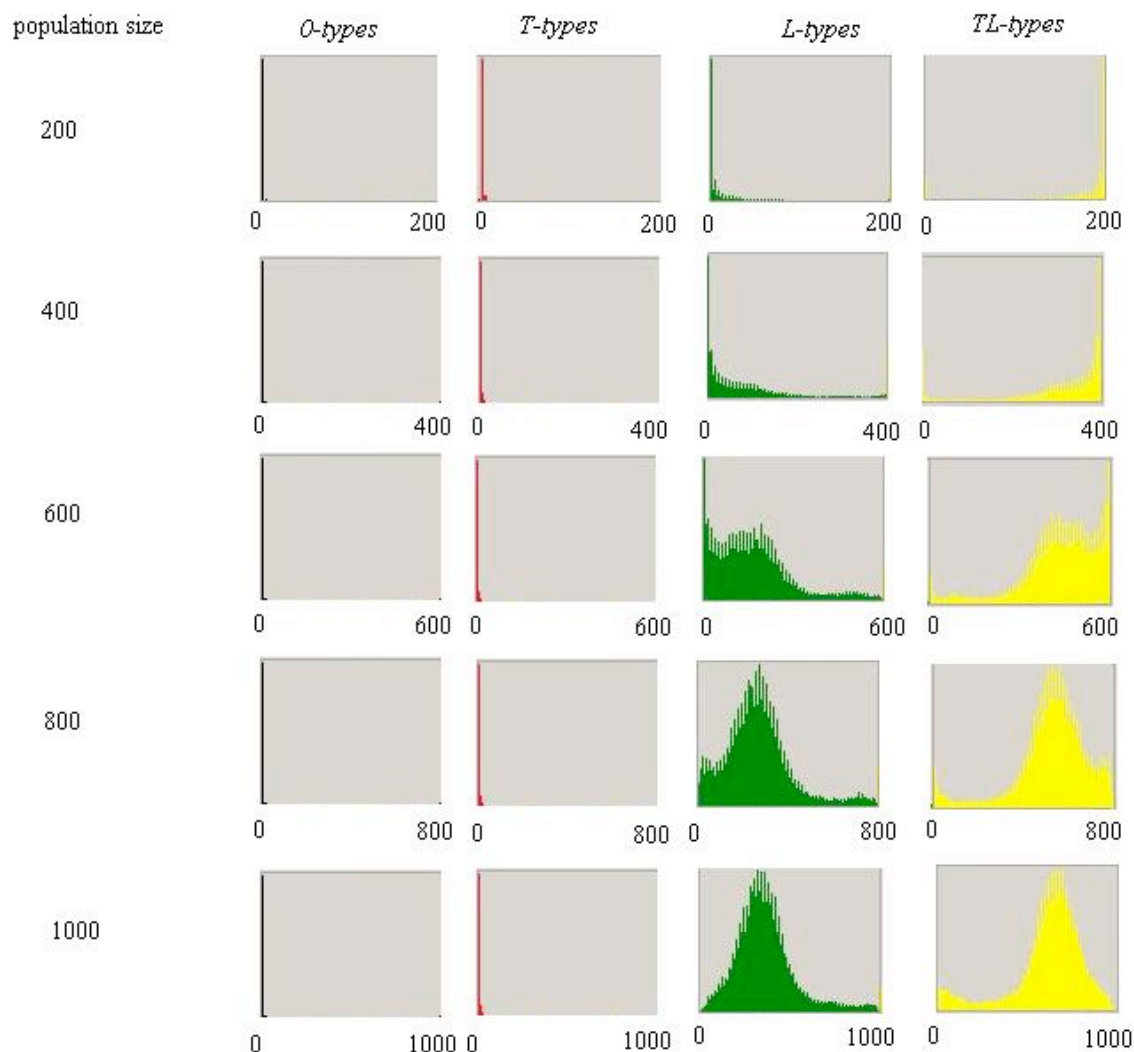 population size O-types T-types L-types TL-types
200
0 200 0 200 0 200 0 200
400
0 400 0 400 0 400 0 400
600
0 600 0 600 0 600 0 600
800
0 800 0 800 0 800 0 800
1000
0 1000 0 1000 0 1000 0 1000